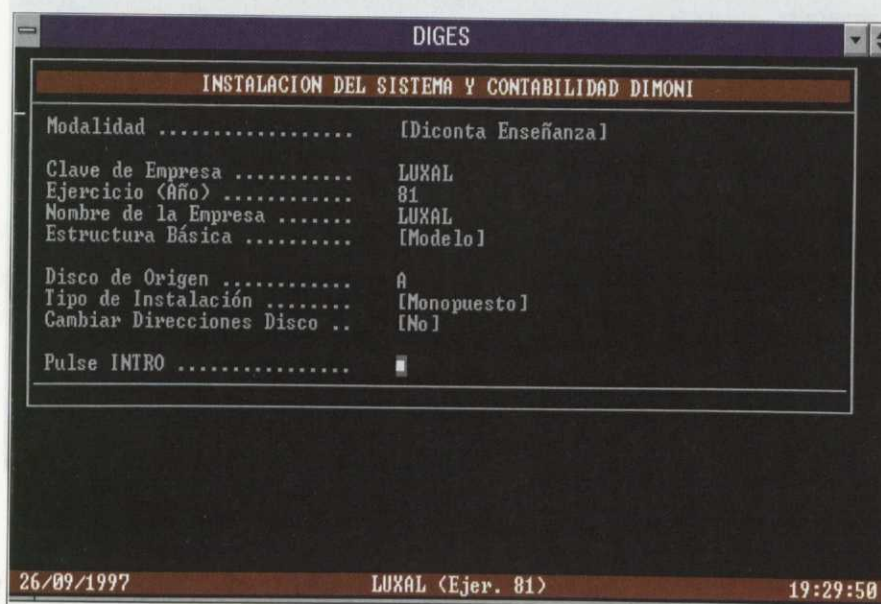 DIGES
INSTALACION DEL SISTEMA Y CONTABILIDAD DIMONI
Modalidad .................. [Diconta Enseñanza]
Clave de Empresa ........... LUXAL
Ejercicio (Año) ............ 81
Nombre de la Empresa ....... LUXAL
Estructura Básica .......... [Modelo]
Disco de Origen ............ A
Tipo de Instalación ........ [Monopuesto]
Cambiar Direcciones Disco .. [No]
Pulse INTRO ................
26/09/1997 LUXAL (Ejer. 81) 19:29:50